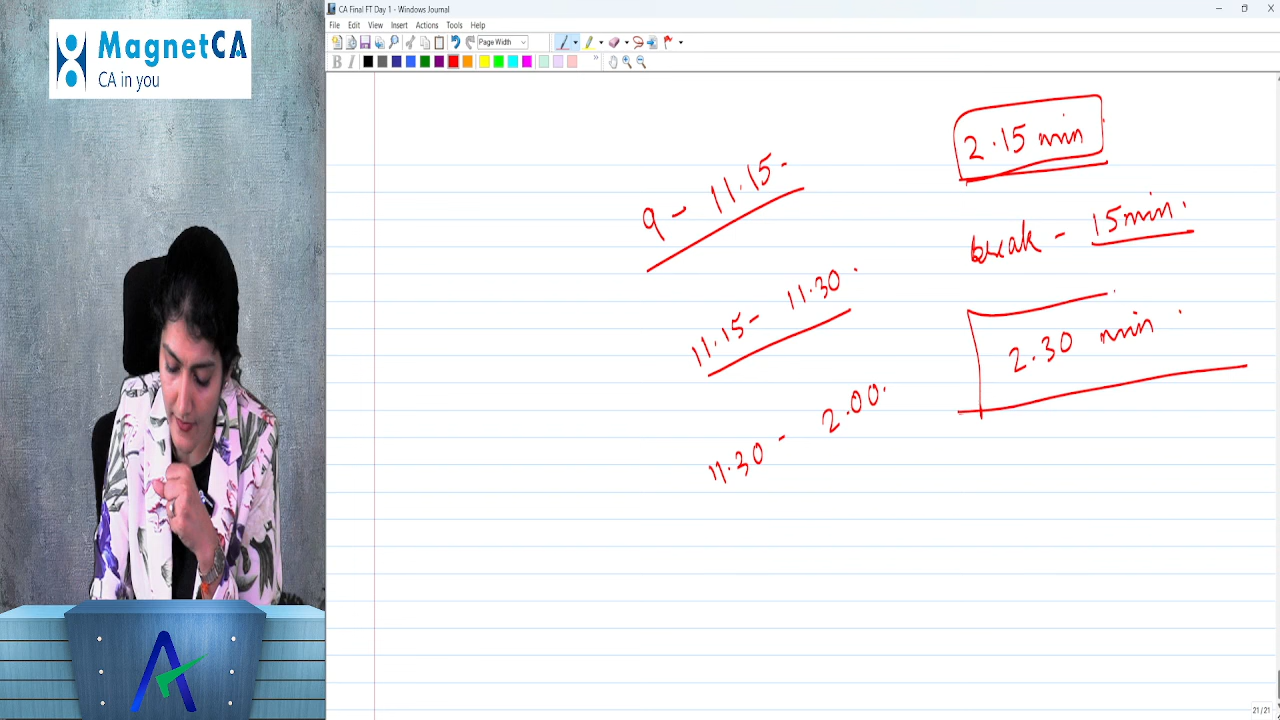 MagnetCA
CA in you
CA Final FT Day 1 - Windows Journal
File Edit View Insert Actions Tools Help
Page Width
B I
9 - 11.15-
2.15 min
break - 15 min.
11.15 - 11.30.
2.30 min.
11.30 - 2.00.
21 / 21